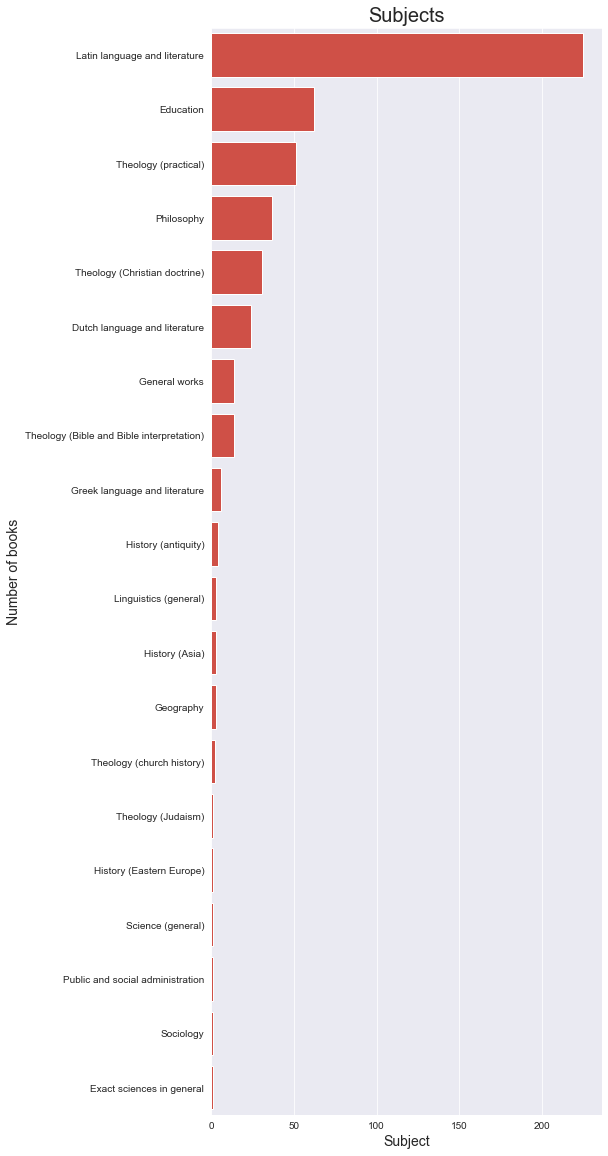 Subjects
Latin language and literature
Education
Theology (practical)
Philosophy
Theology (Christian doctrine)
Dutch language and literature
General works
Theology (Bible and Bible interpretation)
Greek language and literature
History (antiquity)
Linguistics (general)
History (Asia)
Geography
Theology (church history)
Theology (Judaism)
History (Eastern Europe)
Science (general)
Public and social administration
Sociology
Exact sciences in general
Number of books
0 50 100 150 200
Subject